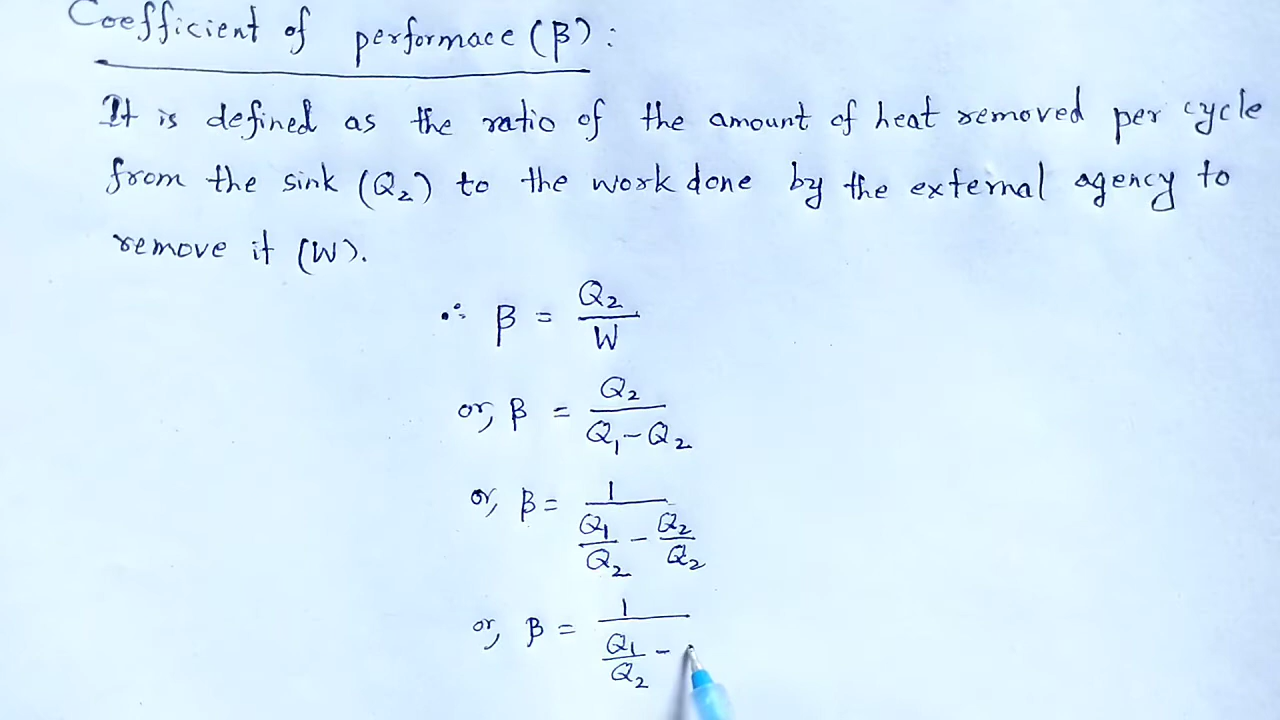 Coefficient of performace (β):
It is defined as the ratio of the amount of heat removed per cycle
from the sink (Q₂) to the work done by the external agency to
remove it (W).
∴ β = Q₂/W
or, β = Q₂/(Q₁-Q₂)
or, β = 1/(Q₁/Q₂ - Q₂/Q₂)
or, β = 1/(Q₁/Q₂ -